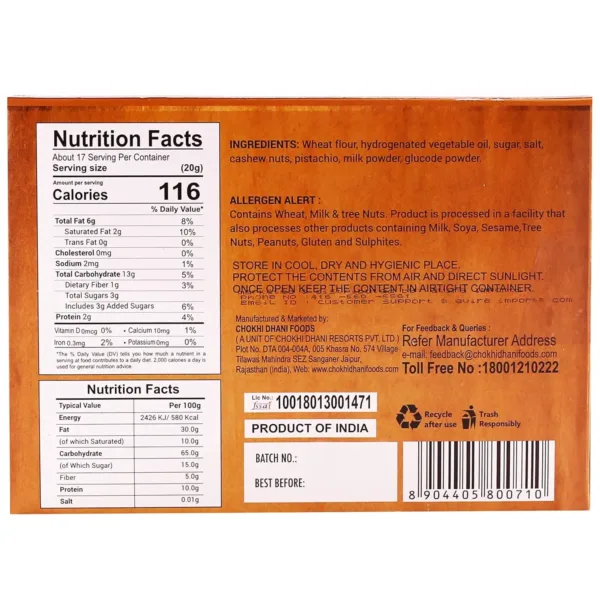 Nutrition Facts
About 17 Serving Per Container
Serving size (20g)
Amount per serving
Calories 116
% Daily Value*
Total Fat 6g 8%
Saturated Fat 2g 10%
Trans Fat 0g 0%
Cholesterol 0mg 0%
Sodium 2mg 1%
Total Carbohydrate 13g 5%
Dietary Fiber 1g 3%
Total Sugars 3g
Includes 3g Added Sugars 6%
Protein 2g 4%
Vitamin D 0mcg 0% • Calcium 10mg 1%
Iron 0.3mg 2% • Potassium 0mg 0%
*The % Daily Value (DV) tells you how much a nutrient in a
serving of food contributes to a daily diet. 2,000 calories a day is
used for general nutrition advice.
Nutrition Facts
Typical Value Per 100g
Energy 2426 KJ/ 580 Kcal
Fat 30.0g
(of which Saturated) 10.0g
Carbohydrate 65.0g
(of which Sugar) 15.0g
Fiber 5.0g
Protein 10.0g
Salt 0.01g
INGREDIENTS: Wheat flour, hydrogenated vegetable oil, sugar, salt,
cashew nuts, pistachio, milk powder, glucode powder.
ALLERGEN ALERT :
Contains Wheat, Milk & tree Nuts. Product is processed in a facility that
also processes other products containing Milk, Soya, Sesame,Tree
Nuts, Peanuts, Gluten and Sulphites.
STORE IN COOL, DRY AND HYGIENIC PLACE.
PROTECT THE CONTENTS FROM AIR AND DIRECT SUNLIGHT.
ONCE OPEN KEEP THE CONTENT IN AIRTIGHT CONTAINER.
Manufactured & Marketed by:
CHOKHI DHANI FOODS
( A UNIT OF CHOKHI DHANI RESORTS PVT. LTD.)
Plot No. DTA 004-004A, 005 Khasra No. 574 Village
Tilawas Mahindra SEZ Sanganer Jaipur,
Rajasthan (india), Web: www.chokhidhanifoods.com
For Feedback & Queries :
Refer Manufacturer Address
e-mail: feedback@chokhidhanifoods.com
Toll Free No :18001210222
Lic No.:
fssai 10018013001471
PRODUCT OF INDIA
Recycle
after use
Trash
Responsibly
BATCH NO.:
BEST BEFORE:
8 904405 800710